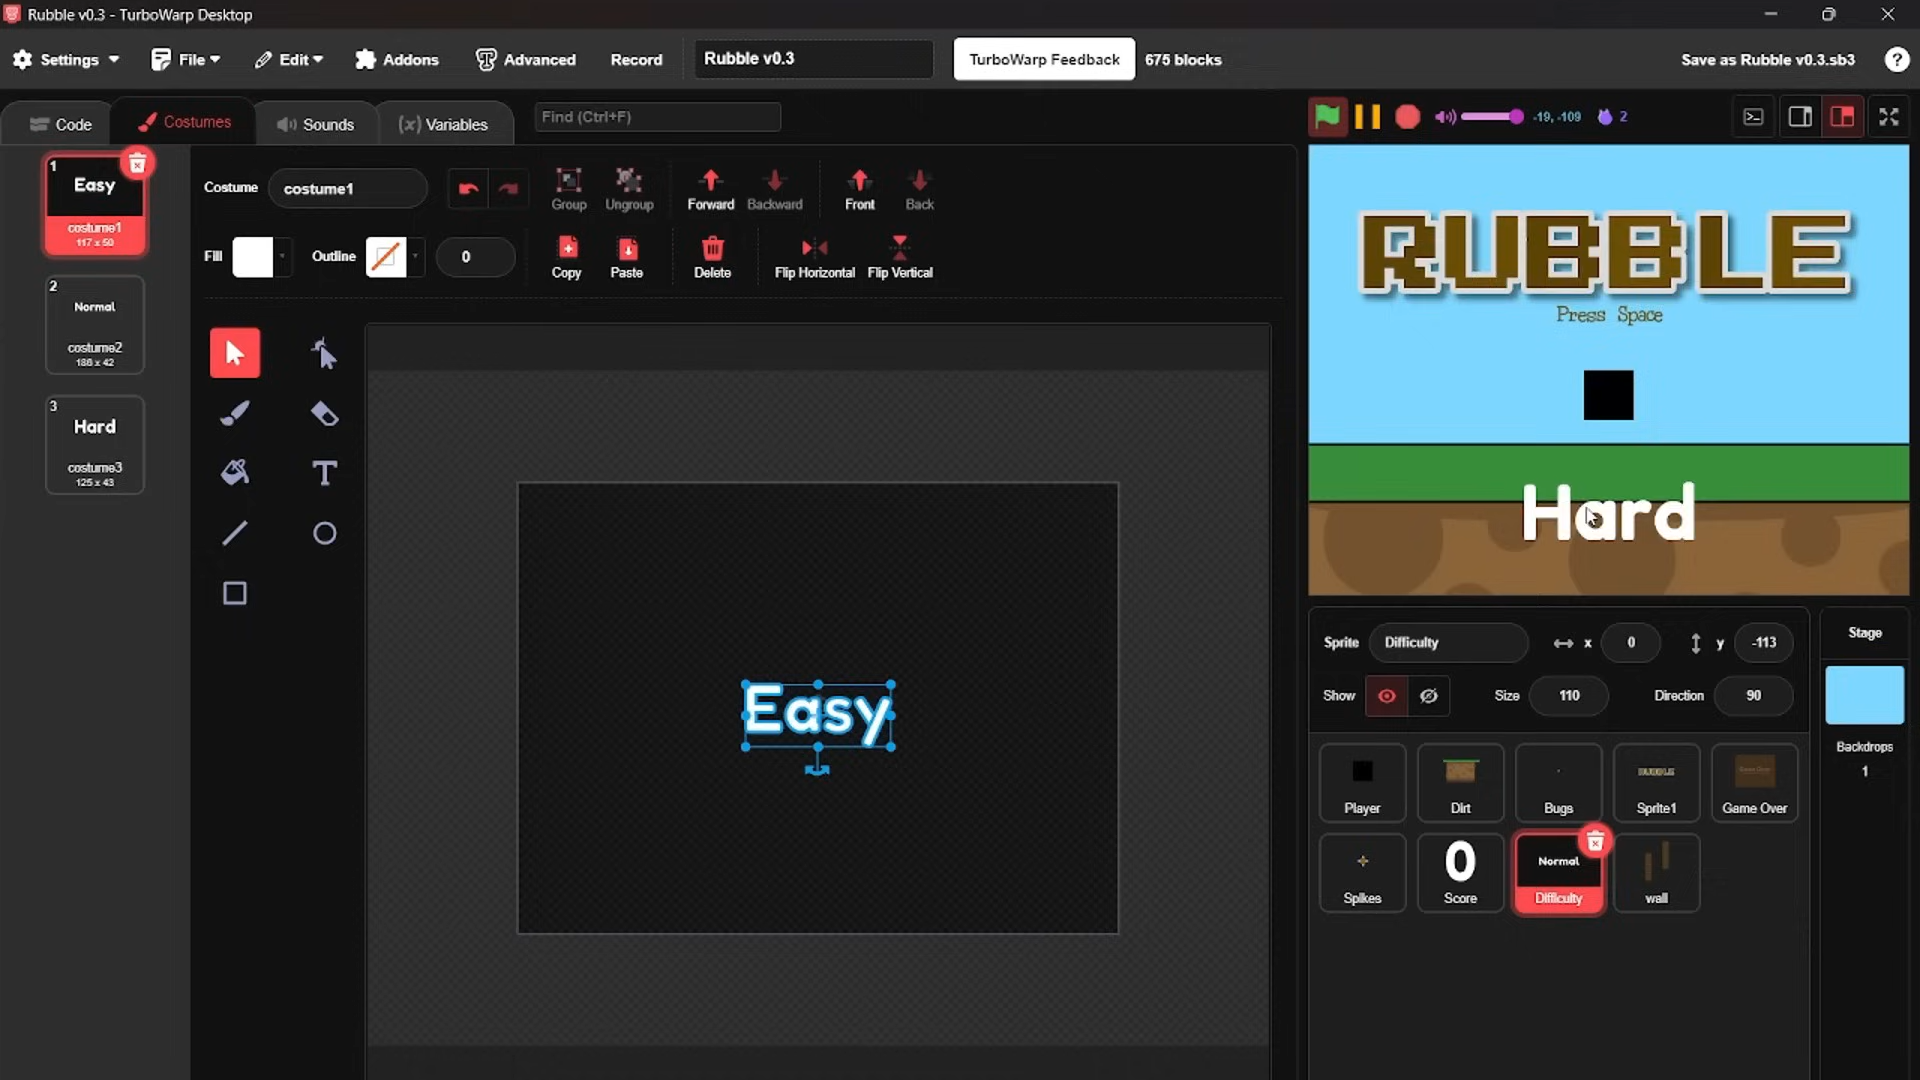 Rubble v0.3 - TurboWarp Desktop
Settings File Edit Addons Advanced Record Rubble v0.3 TurboWarp Feedback 675 blocks Save as Rubble v0.3.sb3 ?
Code Costumes Sounds (x) Variables Find (Ctrl+F) -19, -109 2
1
Easy
costume1
117 x 50
2
Normal
costume2
186 x 42
3
Hard
costume3
125 x 43
Costume costume1 Group Ungroup Forward Backward Front Back
Fill Outline 0 Copy Paste Delete Flip Horizontal Flip Vertical
T
Easy
RUBBLE
Press Space
Hard
Sprite Difficulty x 0 y -113
Show Size 110 Direction 90
Player Dirt Bugs Sprite1 Game Over
RUBBLE
Game Over
0
Normal
Spikes Score Difficulty wall
Stage
Backdrops
1